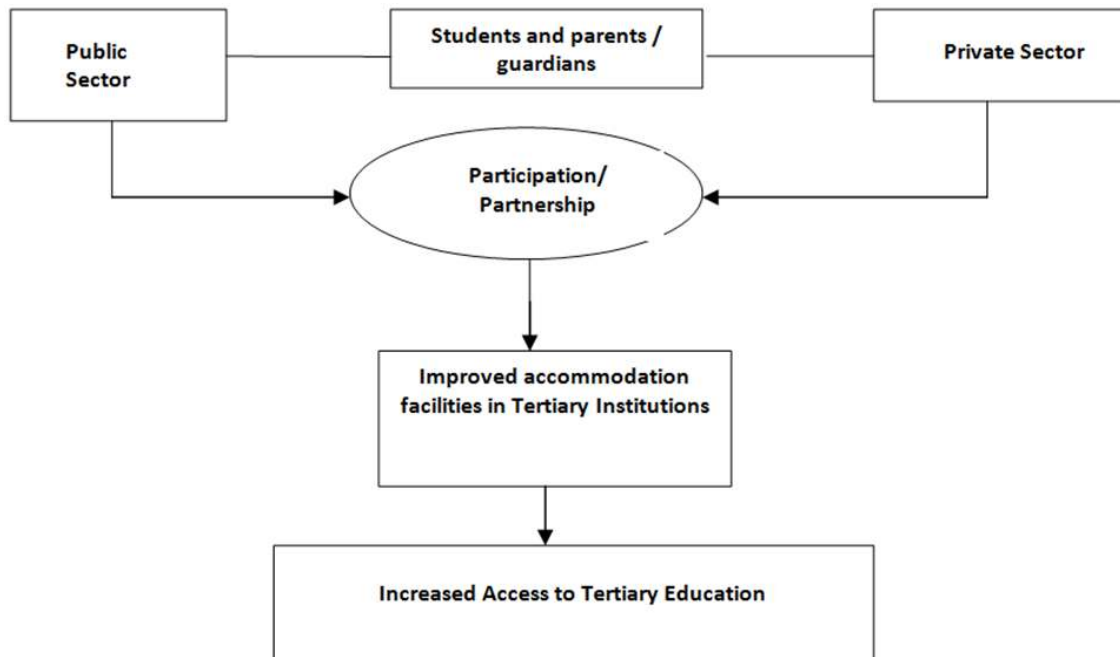 Public
Sector
Students and parents /
guardians
Private Sector
Participation/
Partnership
Improved accommodation
facilities in Tertiary Institutions
Increased Access to Tertiary Education